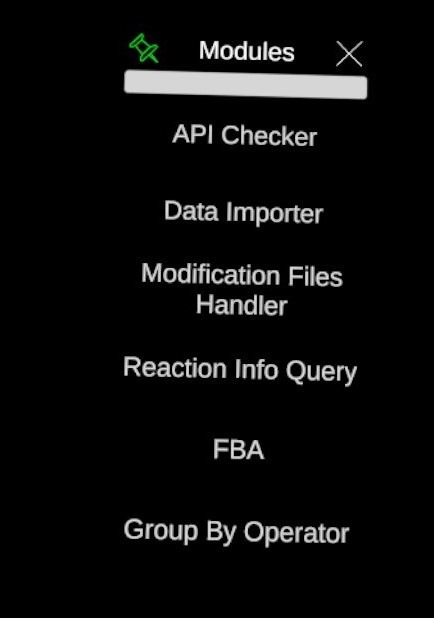 Modules
API Checker
Data Importer
Modification Files
Handler
Reaction Info Query
FBA
Group By Operator